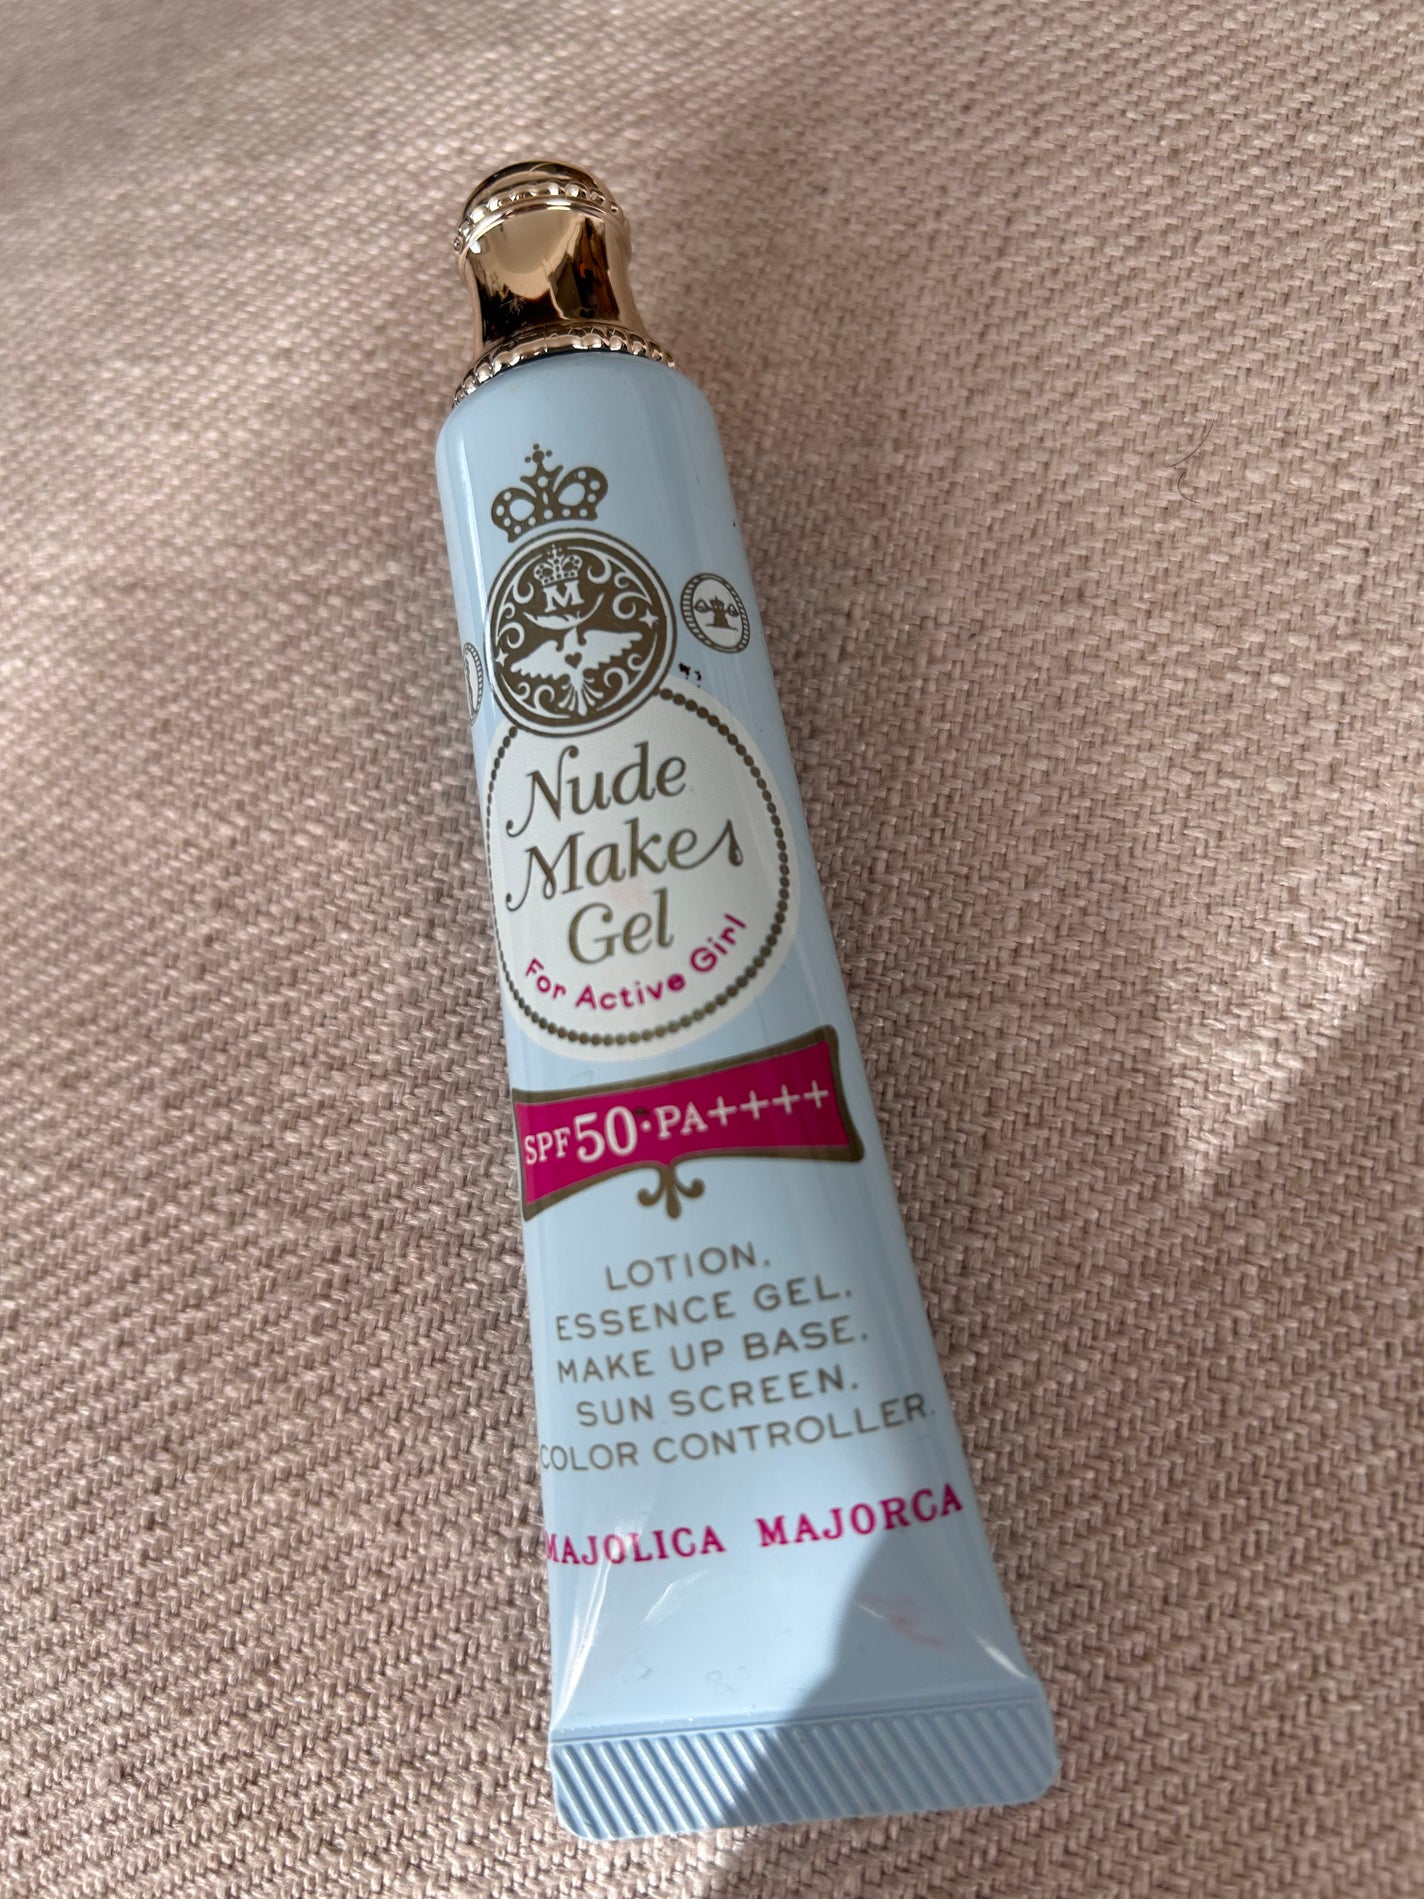 M
Nude
Make
Gel
For Active Girl
SPF50·PA++++
LOTION.
ESSENCE GEL.
MAKE UP BASE.
SUN SCREEN.
COLOR CONTROLLER.
MAJOLICA MAJORCA